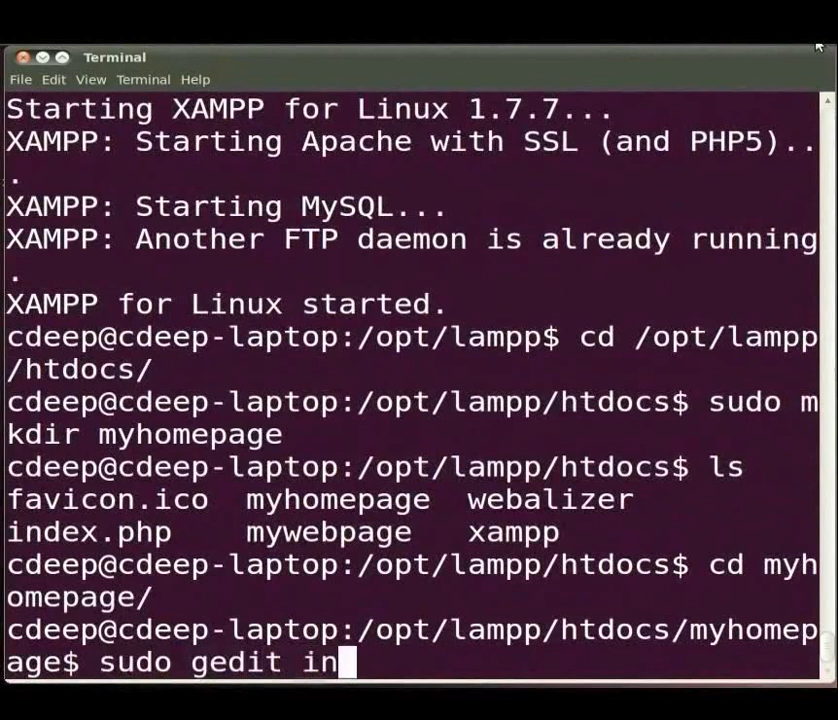 Terminal
File Edit View Terminal Help
Starting XAMPP for Linux 1.7.7...
XAMPP: Starting Apache with SSL (and PHP5)..
.
XAMPP: Starting MySQL...
XAMPP: Another FTP daemon is already running
.
XAMPP for Linux started.
cdeep@cdeep-laptop:/opt/lampp$ cd /opt/lampp
/htdocs/
cdeep@cdeep-laptop:/opt/lampp/htdocs$ sudo m
kdir myhomepage
cdeep@cdeep-laptop:/opt/lampp/htdocs$ ls
favicon.ico  myhomepage  webalizer
index.php    mywebpage   xampp
cdeep@cdeep-laptop:/opt/lampp/htdocs$ cd myh
omepage/
cdeep@cdeep-laptop:/opt/lampp/htdocs/myhomep
age$ sudo gedit in